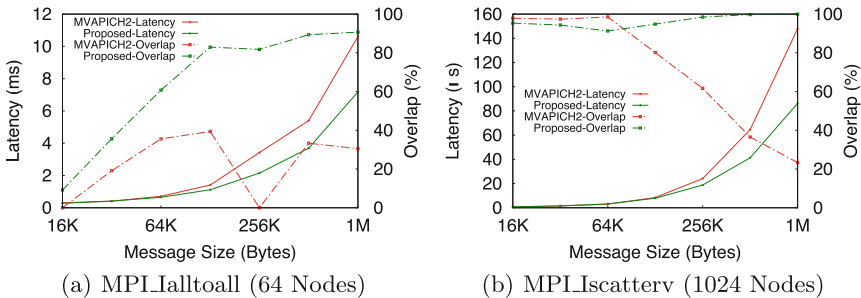 12
10
8
6
4
2
0
Latency (ms)
MVAPICH2-Latency
Proposed-Latency
MVAPICH2-Overlap
Proposed-Overlap
100
80
60
40
20
0
Overlap (%)
16K 64K 256K 1M
Message Size (Bytes)
(a) MPI_Ialltoall (64 Nodes)
160
140
120
100
80
60
40
20
0
Latency ( s)
MVAPICH2-Latency
Proposed-Latency
MVAPICH2-Overlap
Proposed-Overlap
100
80
60
40
20
0
Overlap (%)
16K 64K 256K 1M
Message Size (Bytes)
(b) MPI_Iscatterv (1024 Nodes)